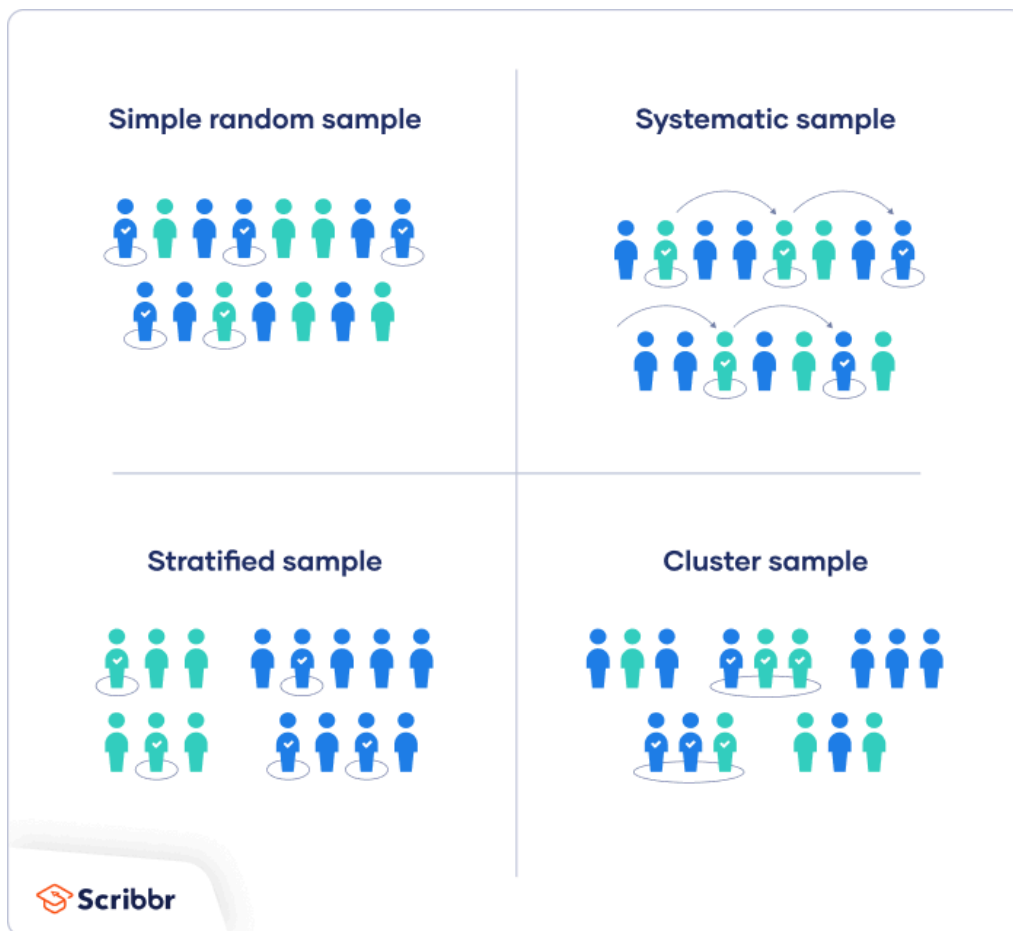 Simple random sample
Systematic sample
Stratified sample
Cluster sample
Scribbr